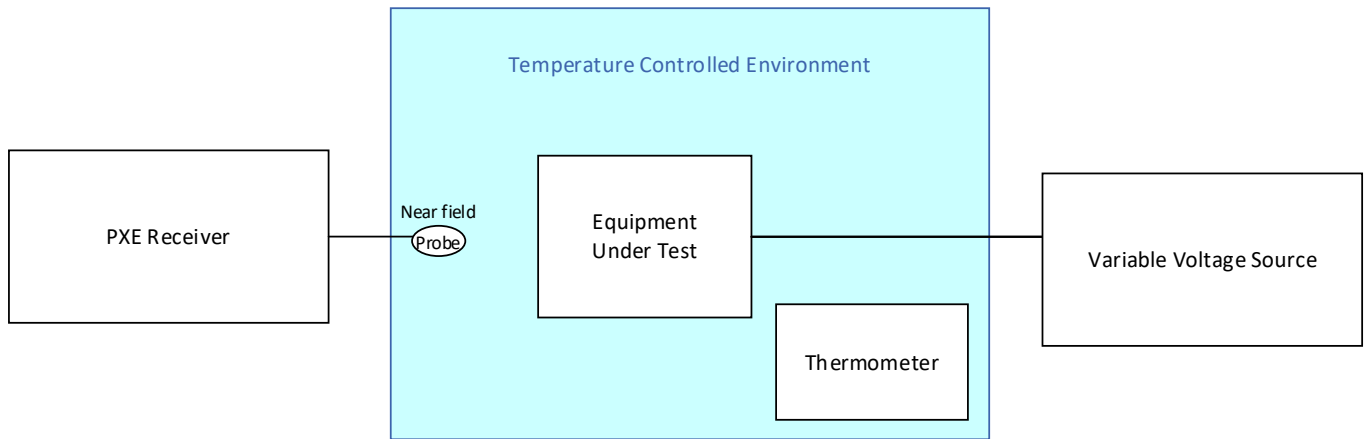 Temperature Controlled Environment
PXE Receiver
Near field
Probe
Equipment
Under Test
Variable Voltage Source
Thermometer